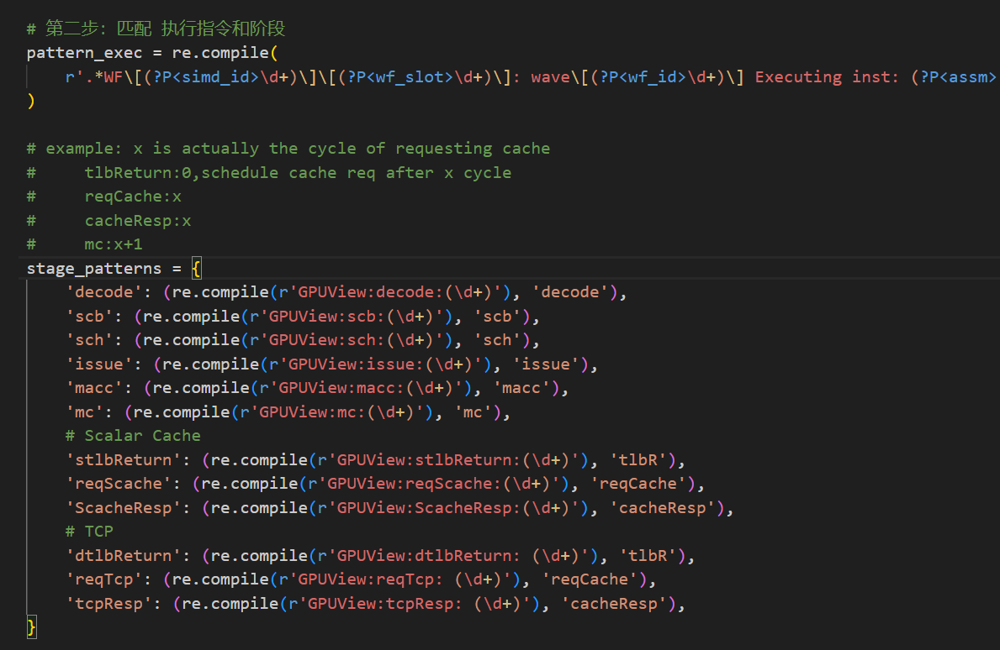 # 第二步: 匹配 执行指令和阶段
pattern_exec = re.compile(
    r'.*WF\[(?P<simd_id>\d+)\]\[(?P<wf_slot>\d+)\]: wave\[(?P<wf_id>\d+)\] Executing inst: (?P<assm>
)

# example: x is actually the cycle of requesting cache
#     tlbReturn:0,schedule cache req after x cycle
#     reqCache:x
#     cacheResp:x
#     mc:x+1
stage_patterns = {
    'decode': (re.compile(r'GPUView:decode:(\d+)'), 'decode'),
    'scb': (re.compile(r'GPUView:scb:(\d+)'), 'scb'),
    'sch': (re.compile(r'GPUView:sch:(\d+)'), 'sch'),
    'issue': (re.compile(r'GPUView:issue:(\d+)'), 'issue'),
    'macc': (re.compile(r'GPUView:macc:(\d+)'), 'macc'),
    'mc': (re.compile(r'GPUView:mc:(\d+)'), 'mc'),
    # Scalar Cache
    'stlbReturn': (re.compile(r'GPUView:stlbReturn:(\d+)'), 'tlbR'),
    'reqScache': (re.compile(r'GPUView:reqScache:(\d+)'), 'reqCache'),
    'ScacheResp': (re.compile(r'GPUView:ScacheResp:(\d+)'), 'cacheResp'),
    # TCP
    'dtlbReturn': (re.compile(r'GPUView:dtlbReturn: (\d+)'), 'tlbR'),
    'reqTcp': (re.compile(r'GPUView:reqTcp: (\d+)'), 'reqCache'),
    'tcpResp': (re.compile(r'GPUView:tcpResp: (\d+)'), 'cacheResp'),
}